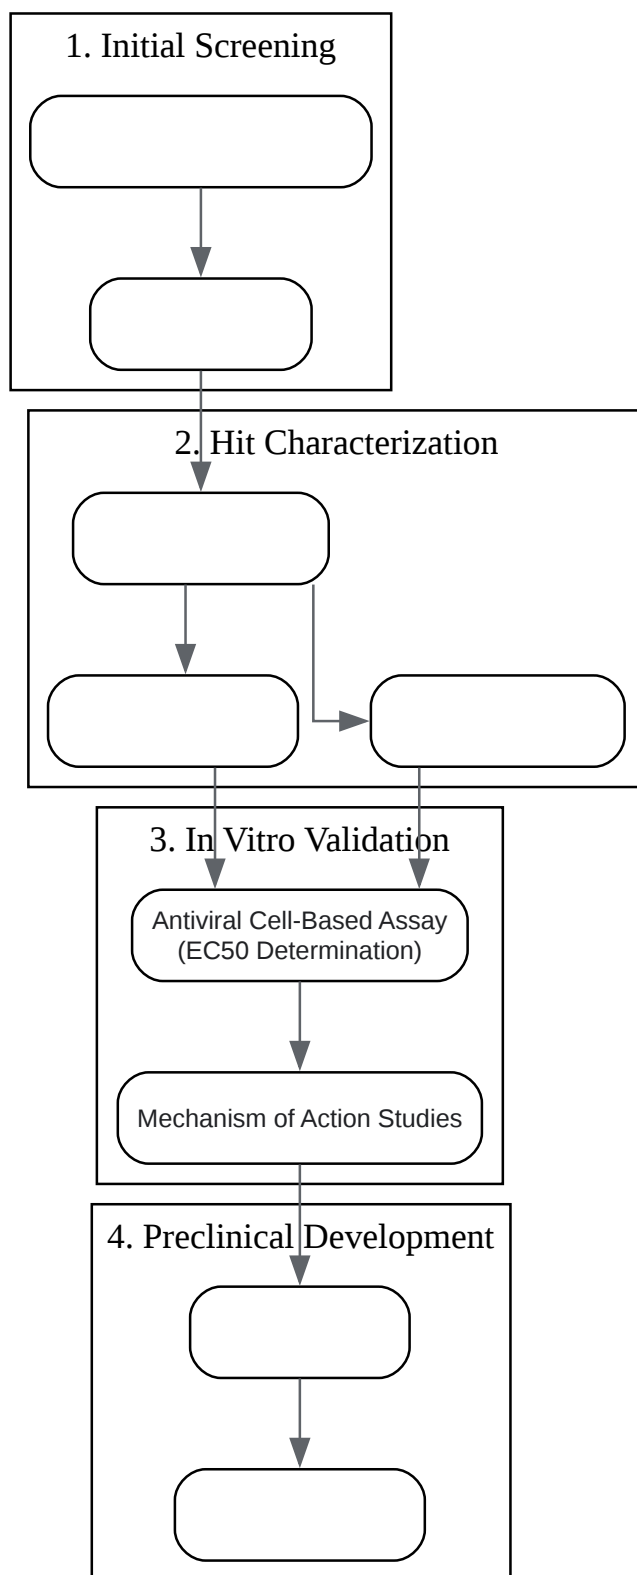 1. Initial Screening
2. Hit Characterization
3. In Vitro Validation
Antiviral Cell-Based Assay
(EC50 Determination)
Mechanism of Action Studies
4. Preclinical Development